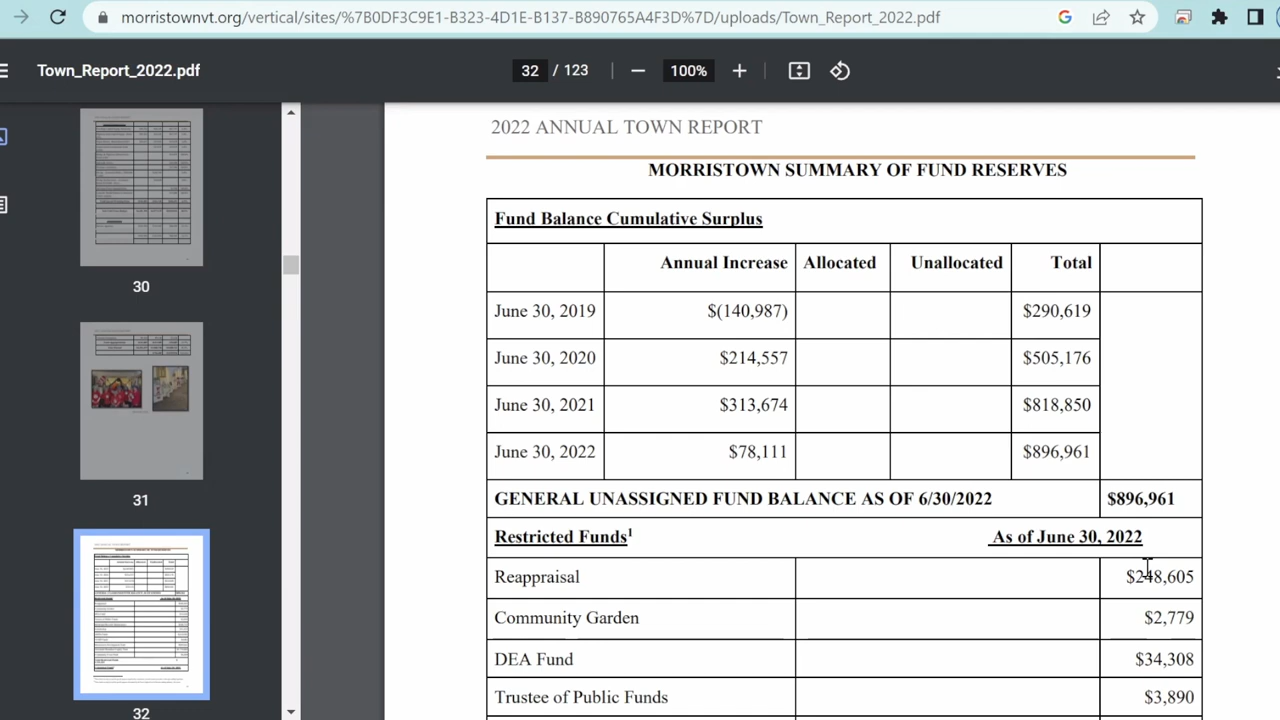 morristownvt.org/vertical/sites/%7B0DF3C9E1-B323-4D1E-B137-B890765A4F3D%7D/uploads/Town_Report_2022.pdf
Town_Report_2022.pdf
32 / 123
100%
30
31
32
2022 ANNUAL TOWN REPORT
MORRISTOWN SUMMARY OF FUND RESERVES
Fund Balance Cumulative Surplus
Annual Increase Allocated Unallocated Total
June 30, 2019 $(140,987) $290,619
June 30, 2020 $214,557 $505,176
June 30, 2021 $313,674 $818,850
June 30, 2022 $78,111 $896,961
GENERAL UNASSIGNED FUND BALANCE AS OF 6/30/2022 $896,961
Restricted Funds¹ As of June 30, 2022
Reappraisal $248,605
Community Garden $2,779
DEA Fund $34,308
Trustee of Public Funds $3,890